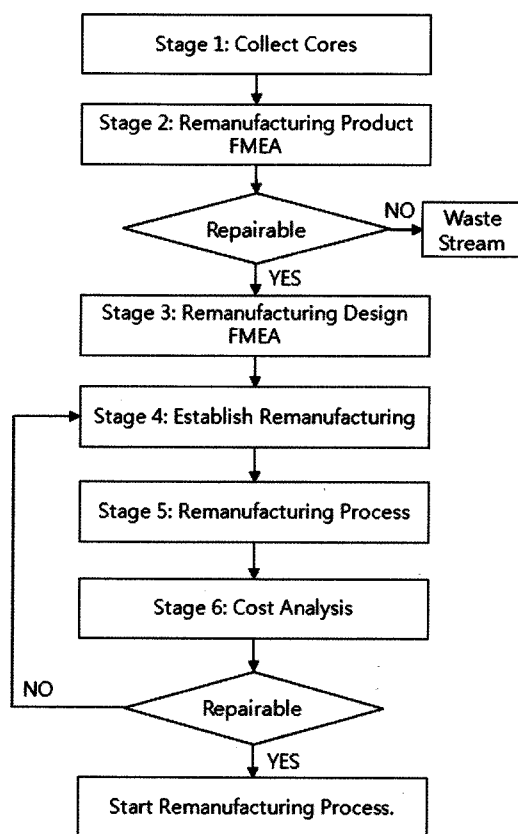 Stage 1: Collect Cores
Stage 2: Remanufacturing Product
FMEA
Repairable
NO
Waste
Stream
YES
Stage 3: Remanufacturing Design
FMEA
Stage 4: Establish Remanufacturing
Stage 5: Remanufacturing Process
Stage 6: Cost Analysis
NO
Repairable
YES
Start Remanufacturing Process.